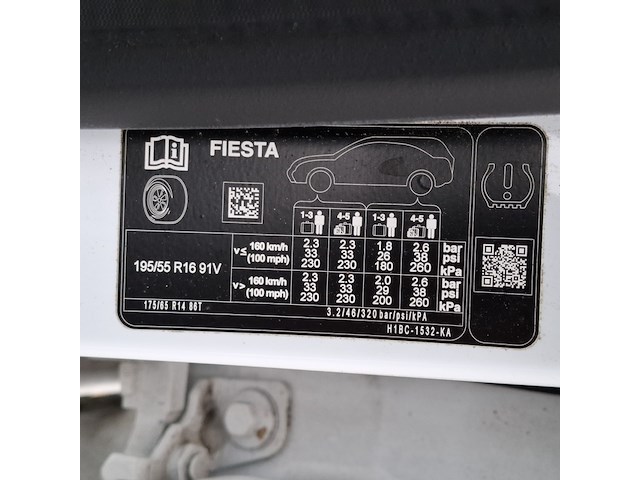 FIESTA
1-3 4-5 1-3 4-5
195/55 R16 91V
v≤ 160 km/h (100 mph)
2.3 2.3 1.8 2.6 bar
33 33 26 38 psi
230 230 180 260 kPa
v> 160 km/h (100 mph)
2.3 2.3 2.0 2.6 bar
33 33 29 38 psi
230 230 200 260 kPa
175/65 R14 86T 3.2/46/320 bar/psi/kPA
H1BC-1532-KA